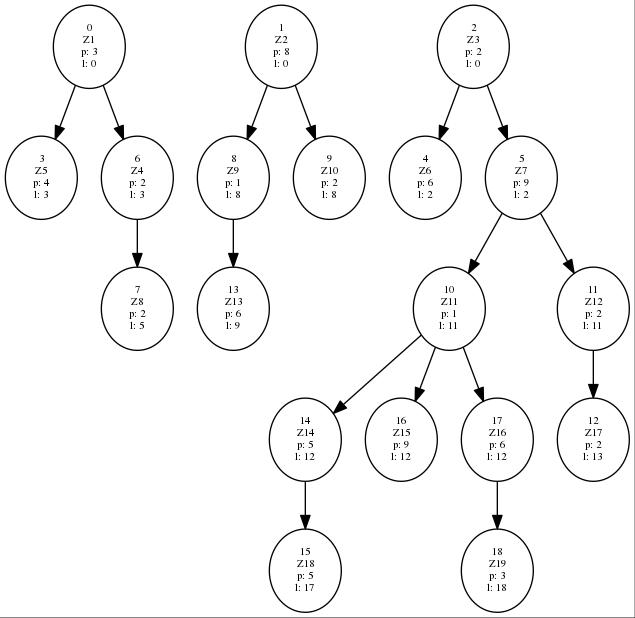 0
Z1
p: 3
l: 0
1
Z2
p: 8
l: 0
2
Z3
p: 2
l: 0
3
Z5
p: 4
l: 3
6
Z4
p: 2
l: 3
8
Z9
p: 1
l: 8
9
Z10
p: 2
l: 8
4
Z6
p: 6
l: 2
5
Z7
p: 9
l: 2
7
Z8
p: 2
l: 5
13
Z13
p: 6
l: 9
10
Z11
p: 1
l: 11
11
Z12
p: 2
l: 11
14
Z14
p: 5
l: 12
16
Z15
p: 9
l: 12
17
Z16
p: 6
l: 12
12
Z17
p: 2
l: 13
15
Z18
p: 5
l: 17
18
Z19
p: 3
l: 18